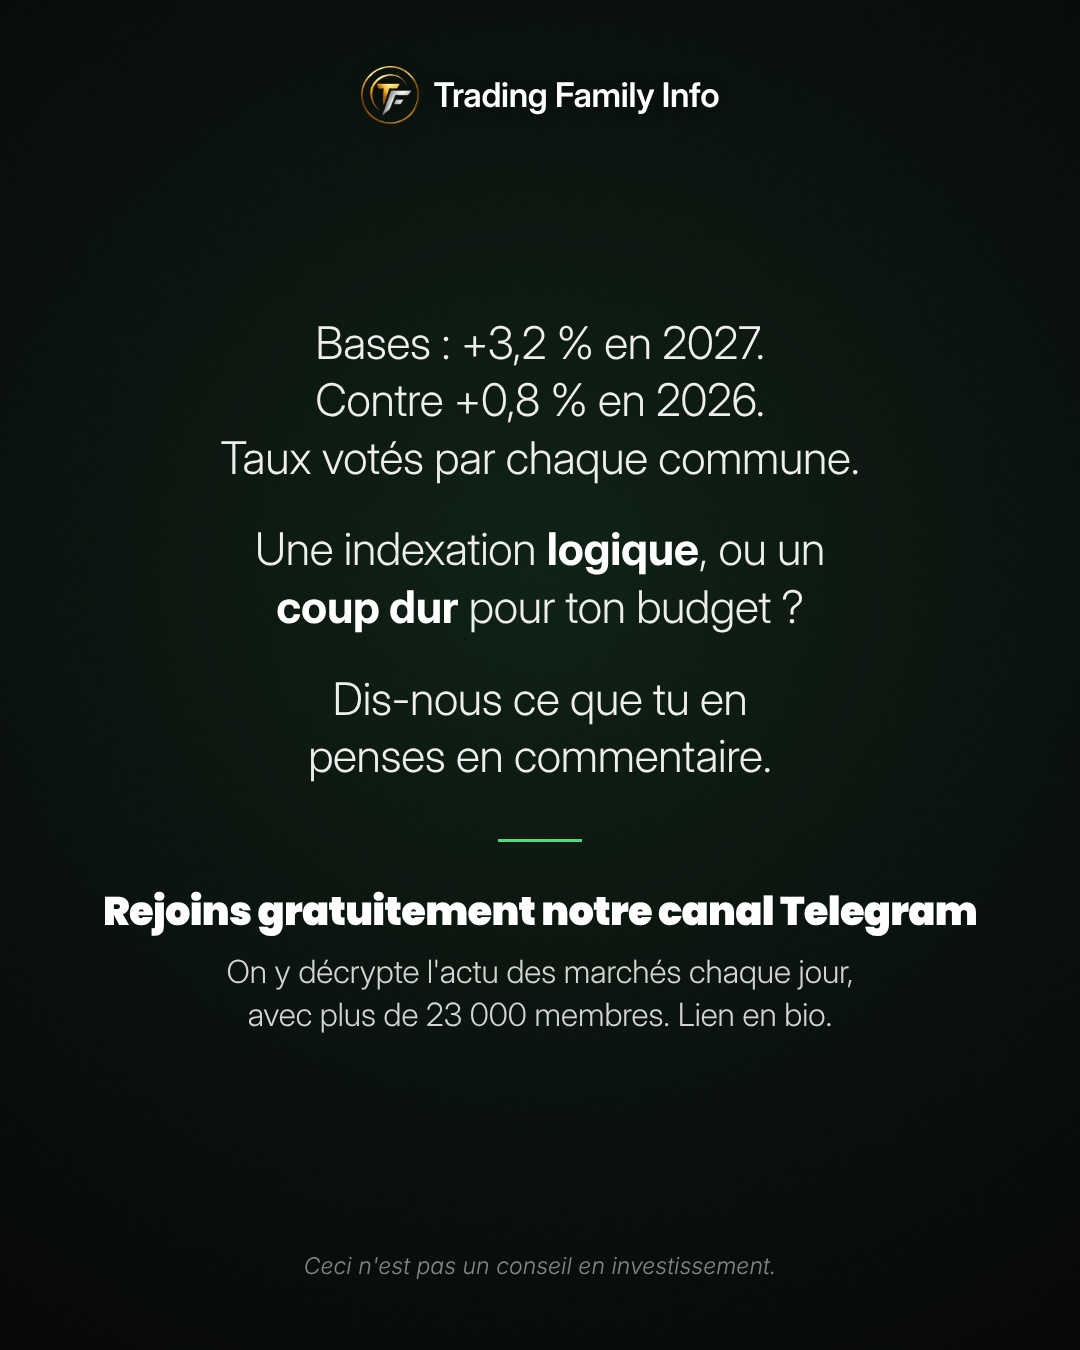 TF
Trading Family Info
Bases : +3,2 % en 2027.
Contre +0,8 % en 2026.
Taux votés par chaque commune.
Une indexation logique, ou un
coup dur pour ton budget ?
Dis-nous ce que tu en
penses en commentaire.
Rejoins gratuitement notre canal Telegram
On y décrypte l'actu des marchés chaque jour,
avec plus de 23 000 membres. Lien en bio.
Ceci n'est pas un conseil en investissement.